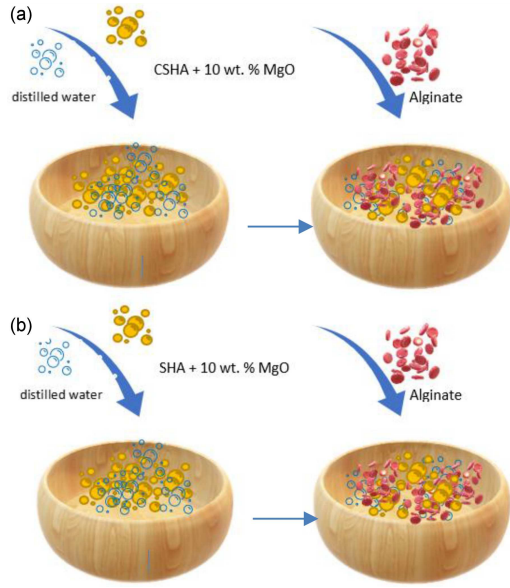 (a)
CSHA + 10 wt. % MgO
distilled water
Alginate
(b)
SHA + 10 wt. % MgO
distilled water
Alginate